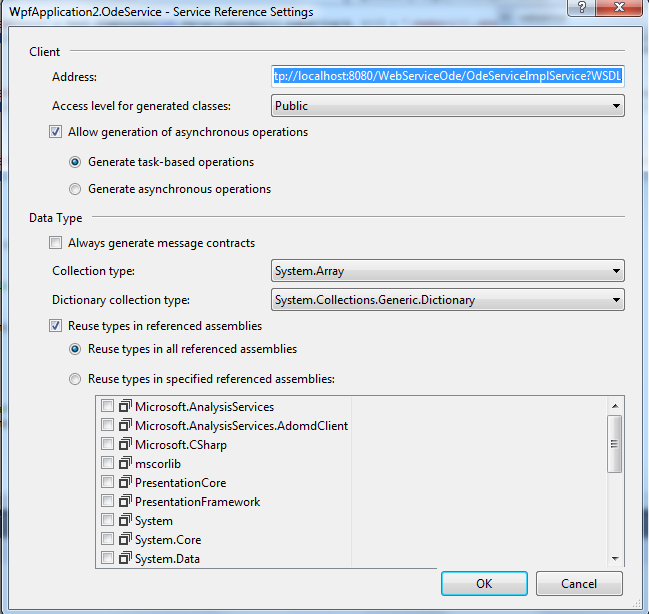 WpfApplication2.OdeService - Service Reference Settings
Client
Address: tp://localhost:8080/WebServiceOde/OdeServiceImplService?WSDL
Access level for generated classes: Public
Allow generation of asynchronous operations
Generate task-based operations
Generate asynchronous operations
Data Type
Always generate message contracts
Collection type: System.Array
Dictionary collection type: System.Collections.Generic.Dictionary
Reuse types in referenced assemblies
Reuse types in all referenced assemblies
Reuse types in specified referenced assemblies:
Microsoft.AnalysisServices
Microsoft.AnalysisServices.AdomdClient
Microsoft.CSharp
mscorlib
PresentationCore
PresentationFramework
System
System.Core
System.Data
OK Cancel